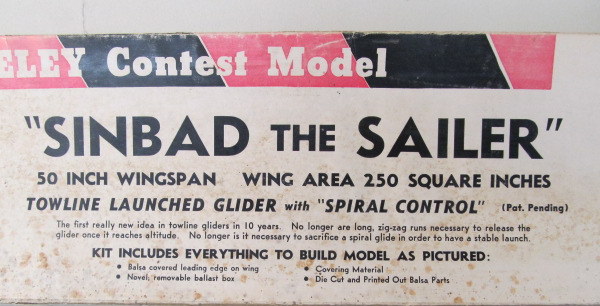 ELEY Contest Model
"SINBAD THE SAILER"
50 INCH WINGSPAN WING AREA 250 SQUARE INCHES
TOWLINE LAUNCHED GLIDER with "SPIRAL CONTROL" (Pat. Pending)
The first really new idea in towline gliders in 10 years. No longer are long, zig-zag runs necessary to release the
glider once it reaches altitude. No longer is it necessary to sacrifice a spiral glide in order to have a stable launch.
KIT INCLUDES EVERYTHING TO BUILD MODEL AS PICTURED:
• Balsa covered leading edge on wing • Covering Material
• Novel, removable ballast box • Die Cut and Printed Out Balsa Parts